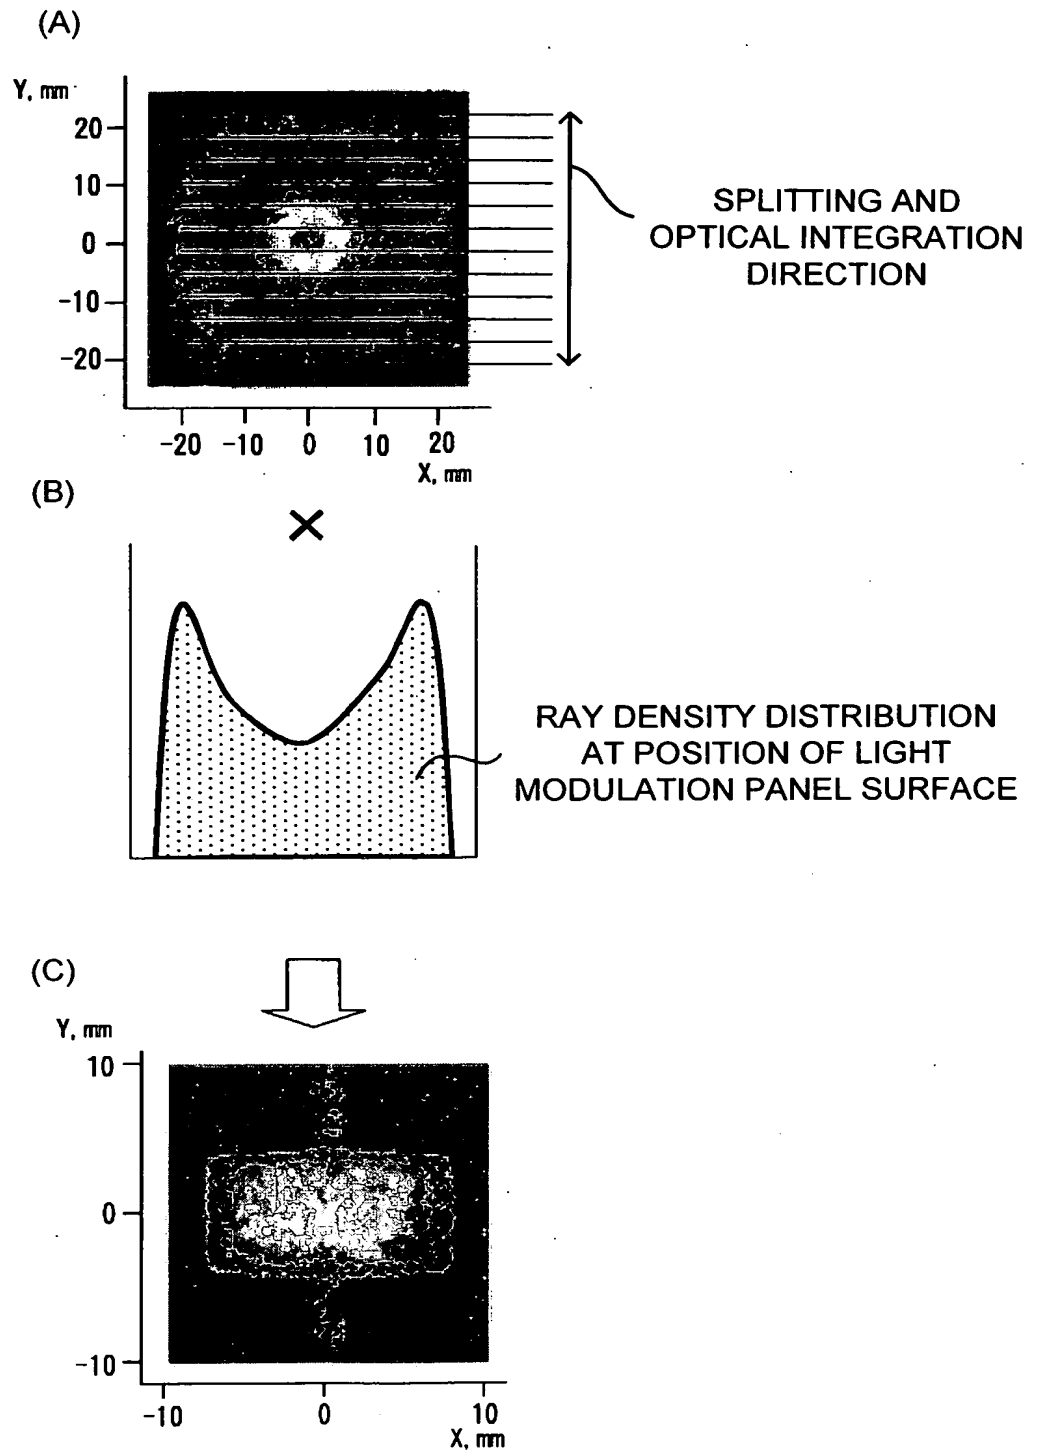 (A)
Y, mm
20
10
0
-10
-20
-20 -10 0 10 20
X, mm
SPLITTING AND
OPTICAL INTEGRATION
DIRECTION
(B)
RAY DENSITY DISTRIBUTION
AT POSITION OF LIGHT
MODULATION PANEL SURFACE
(C)
Y, mm
10
0
-10
-10 0 10
X, mm